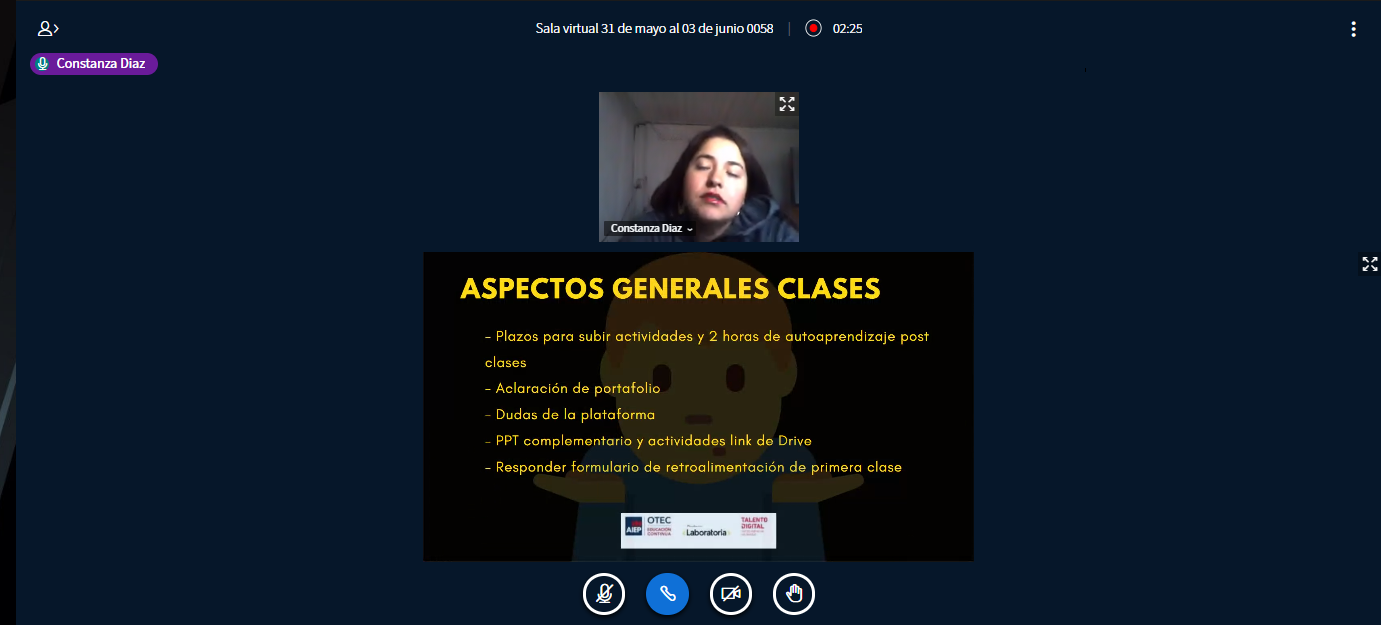 Sala virtual 31 de mayo al 03 de junio 0058
02:25
Constanza Diaz
Constanza Diaz
ASPECTOS GENERALES CLASES
- Plazos para subir actividades y 2 horas de autoaprendizaje post
clases
- Aclaración de portafolio
- Dudas de la plataforma
- PPT complementario y actividades link de Drive
- Responder formulario de retroalimentación de primera clase
AIEP
OTEC
EDUCACIÓN
CONTINUA
Laboratoria
TALENTO
DIGITAL